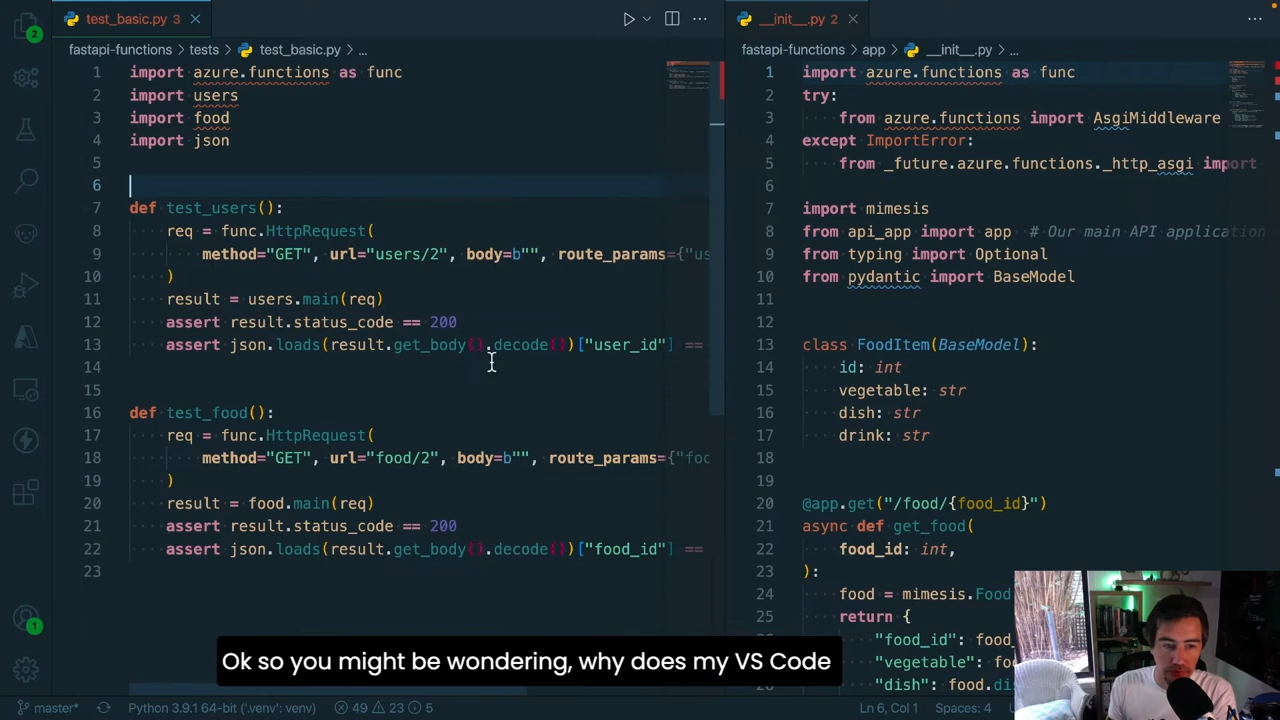 2
test_basic.py 3
fastapi-functions tests test_basic.py ...
1 import azure.functions as func
2 import users
3 import food
4 import json
5
6
7 def test_users():
8 req = func.HttpRequest(
9 method="GET", url="users/2", body=b"", route_params={"us
10 )
11 result = users.main(req)
12 assert result.status_code == 200
13 assert json.loads(result.get_body().decode())["user_id"] ==
14
15
16 def test_food():
17 req = func.HttpRequest(
18 method="GET", url="food/2", body=b"", route_params={"foo
19 )
20 result = food.main(req)
21 assert result.status_code == 200
22 assert json.loads(result.get_body().decode())["food_id"] ==
23
__init__.py 2
fastapi-functions app __init__.py ...
1 import azure.functions as func
2 try:
3 from azure.functions import AsgiMiddleware
4 except ImportError:
5 from _future.azure.functions._http_asgi import
6
7 import mimesis
8 from api_app import app # Our main API application
9 from typing import Optional
10 from pydantic import BaseModel
11
12
13 class FoodItem(BaseModel):
14 id: int
15 vegetable: str
16 dish: str
17 drink: str
18
19
20 @app.get("/food/{food_id}")
21 async def get_food(
22 food_id: int,
23 ):
24 food = mimesis.Food
25 return {
"food_id": food
"vegetable": food
"dish": food.di
Ok so you might be wondering, why does my VS Code
1
master* Python 3.9.1 64-bit ('.venv': venv) 49 23 5 Ln 6, Col 1 Spaces: 4